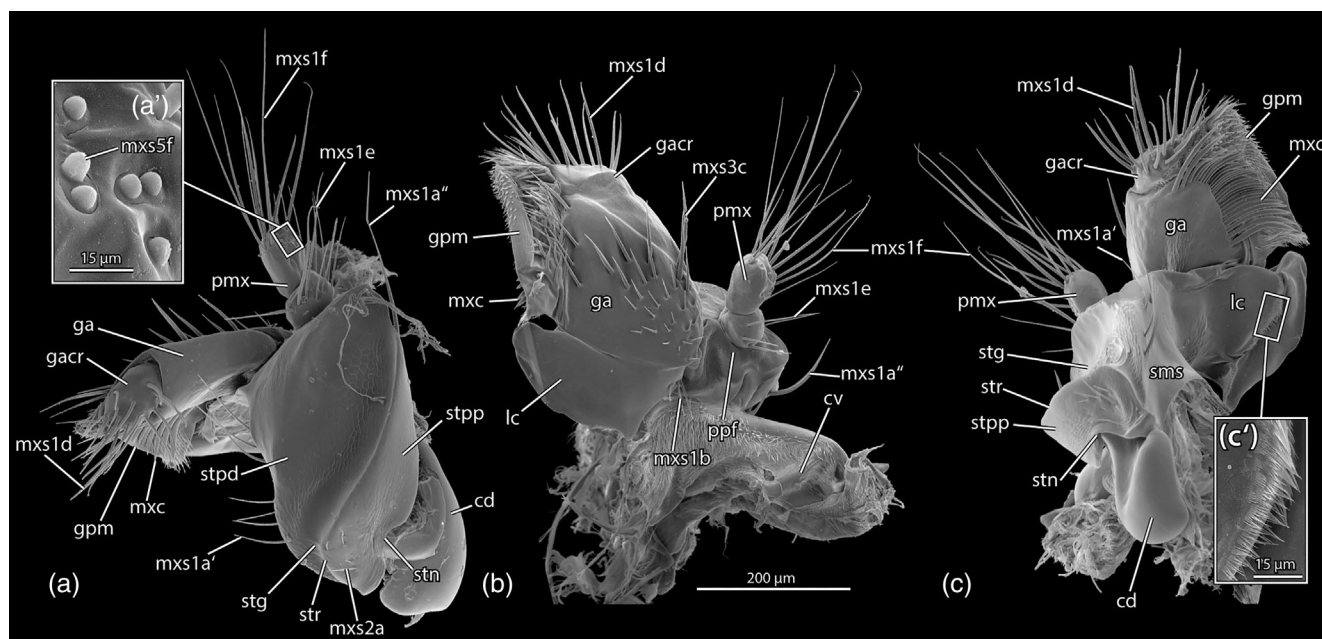 (a')
mxs5f
15 µm
mxs1f
mxs1e
mxs1a“
pmx
ga
gacr
mxs1d
gpm
mxc
mxs1a‘
stpd
stpp
cd
stn
stg
str
mxs2a
(a)
mxs1d
gacr
mxs3c
pmx
gpm
mxc
ga
mxs1f
mxs1e
mxs1a“
lc
mxs1b
ppf
cv
(b)
200 µm
mxs1d
gpm
mxc
gacr
ga
mxs1a‘
pmx
lc
stg
sms
str
stpp
stn
cd
(c‘)
15 µm
(c)